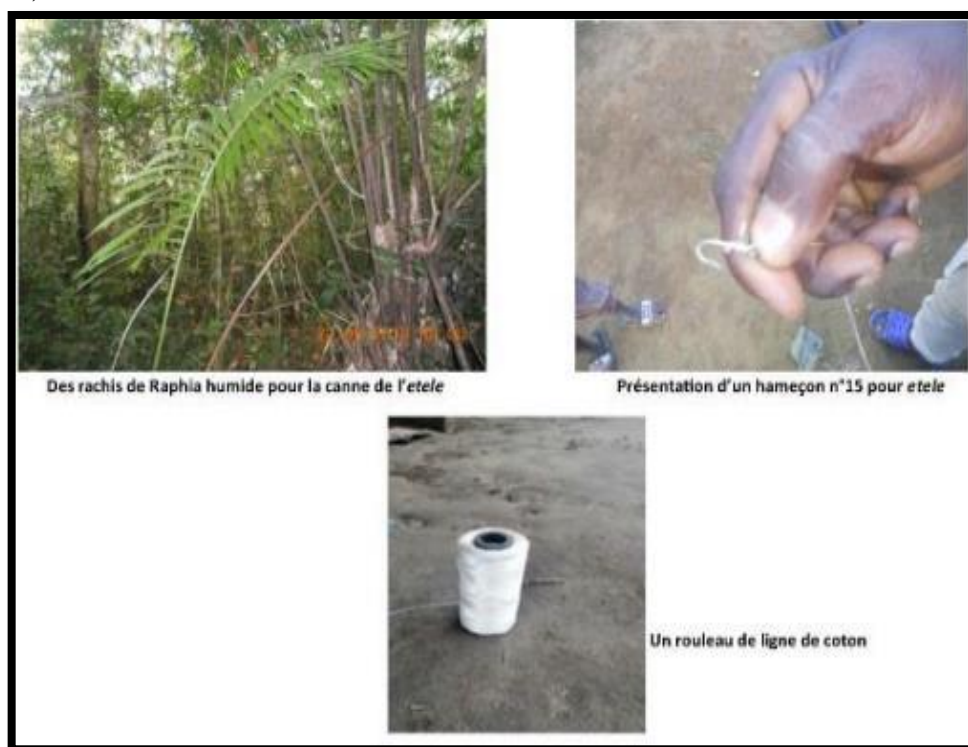 Des rachis de Raphia humide pour la canne de l'etele
Présentation d'un hameçon n°15 pour etele
Un rouleau de ligne de coton